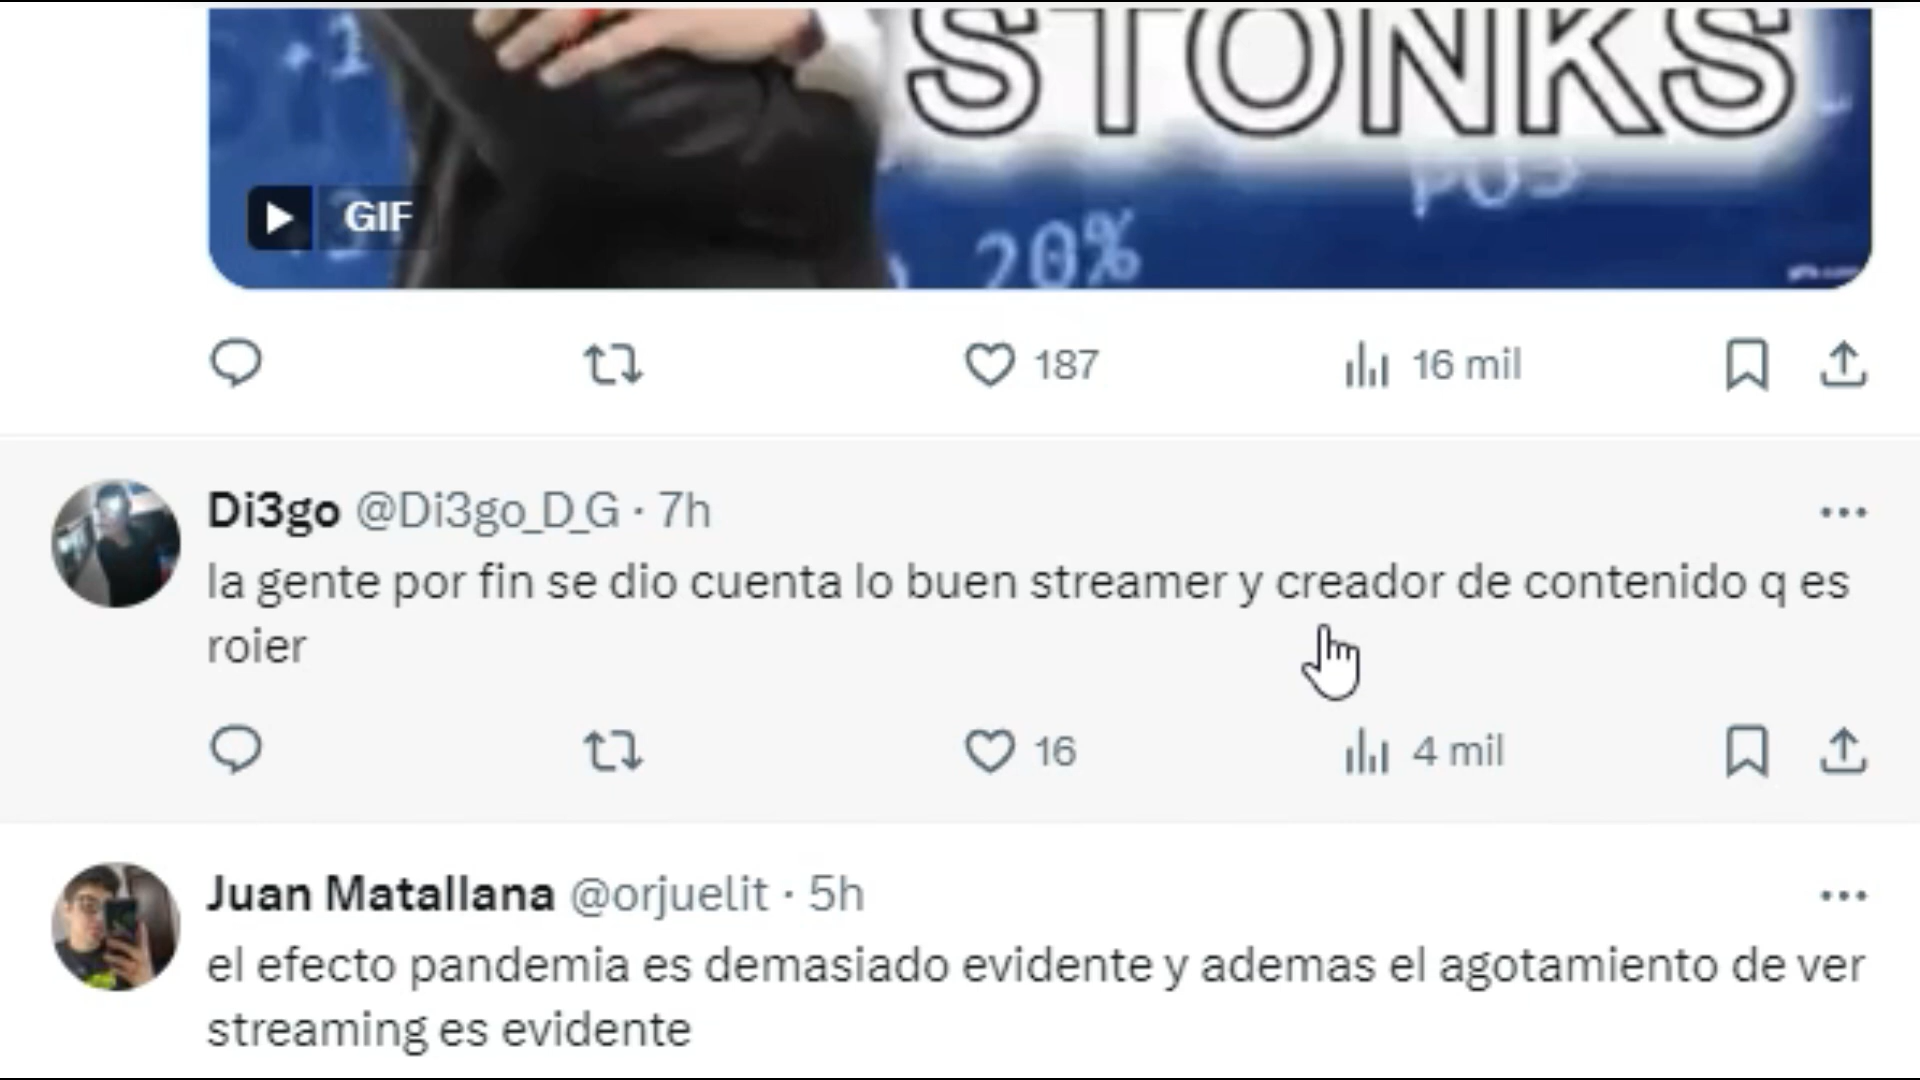 STONKS
GIF
20%
187
16 mil
Di3go @Di3go_D_G · 7h
la gente por fin se dio cuenta lo buen streamer y creador de contenido q es
roier
16
4 mil
Juan Matallana @orjuelit · 5h
el efecto pandemia es demasiado evidente y ademas el agotamiento de ver
streaming es evidente